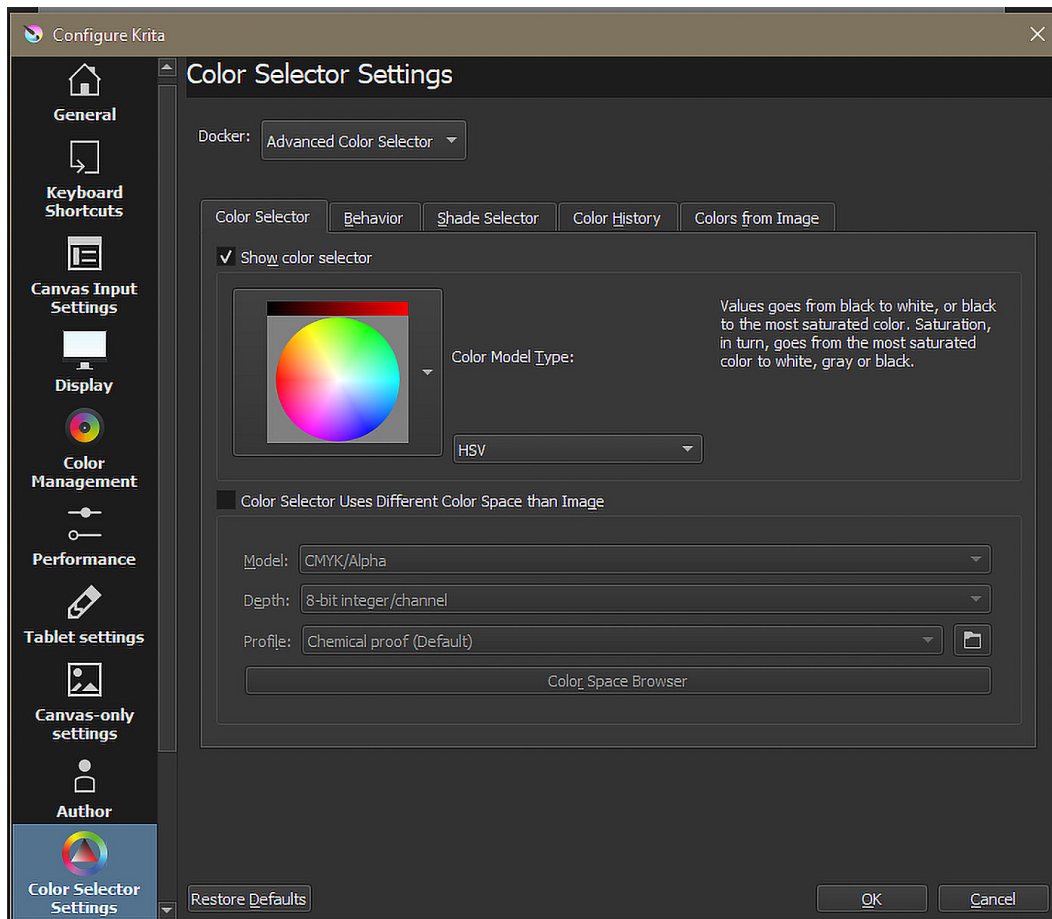 Configure Krita
General
Keyboard
Shortcuts
Canvas Input
Settings
Display
Color
Management
Performance
Tablet settings
Canvas-only
settings
Author
Color Selector
Settings
Color Selector Settings
Docker: Advanced Color Selector
Color Selector Behavior Shade Selector Color History Colors from Image
Show color selector
Color Model Type:
HSV
Values goes from black to white, or black
to the most saturated color. Saturation,
in turn, goes from the most saturated
color to white, gray or black.
Color Selector Uses Different Color Space than Image
Model: CMYK/Alpha
Depth: 8-bit integer/channel
Profile: Chemical proof (Default)
Color Space Browser
Restore Defaults OK Cancel